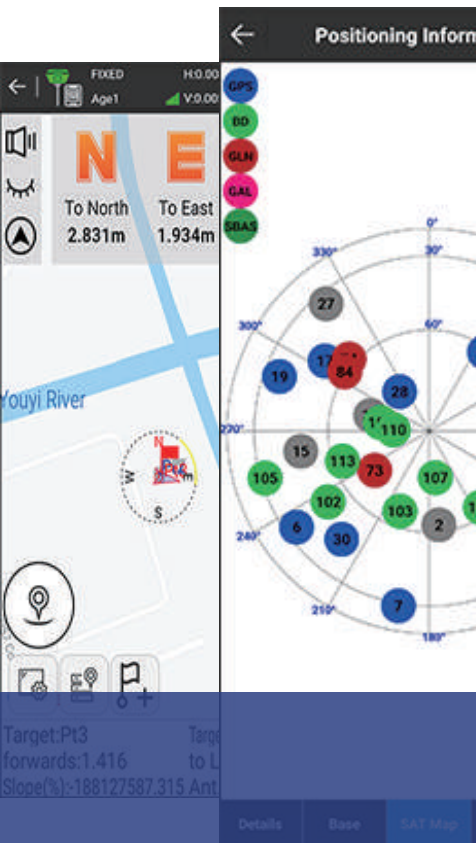 FIXED H:0.00
Age1 V:0.00
N E
To North To East
2.831m 1.934m
Youyi River
N
W
S
Target:Pt3
forwards:1.416 to L
Slope(%):-188127587.315 Ant
Positioning Inform
GPS
BD
GLN
GAL
SBAS
0°
330° 30°
27
300° 60°
17
19 84
28
110
270°
15 113 73
105 107
102 103
6 2
240° 30
7
210°
180°
Details Base SAT Map